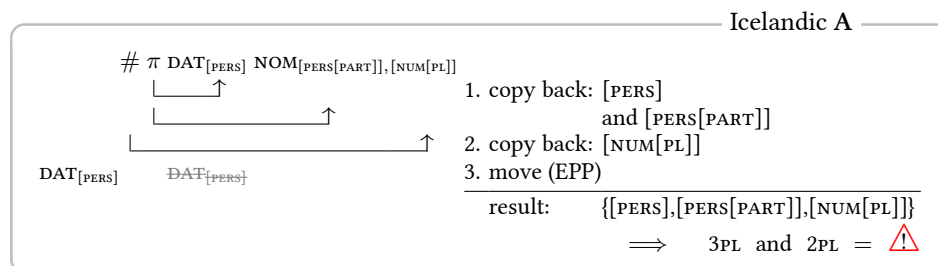 Icelandic A
# π DAT[PERS] NOM[PERS[PART]],[NUM[PL]]
1. copy back: [PERS]
and [PERS[PART]]
2. copy back: [NUM[PL]]
3. move (EPP)
DAT[PERS] DAT[PERS]
result: {[PERS],[PERS[PART]],[NUM[PL]]}
⟹ 3PL and 2PL = ⚠